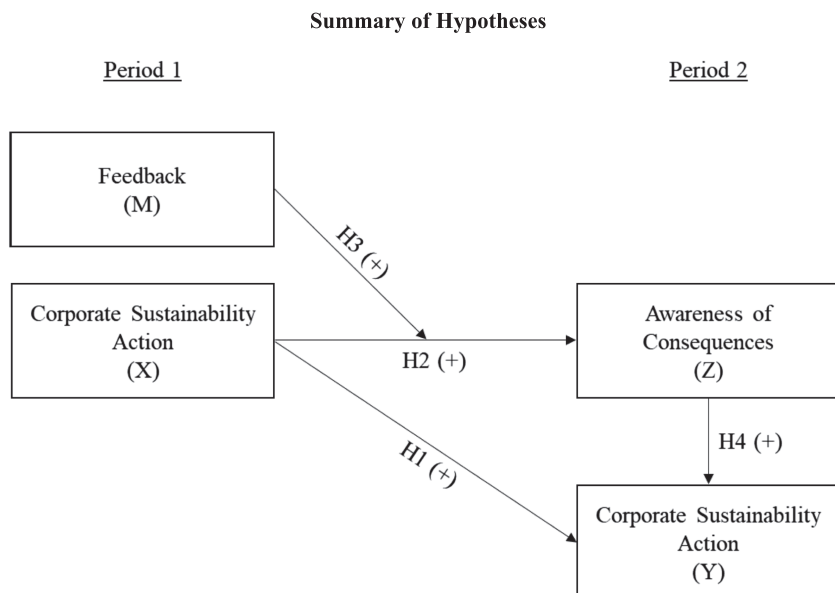 Summary of Hypotheses
Period 1
Period 2
Feedback
(M)
H3 (+)
Corporate Sustainability
Action
(X)
H2 (+)
Awareness of
Consequences
(Z)
H1 (+)
H4 (+)
Corporate Sustainability
Action
(Y)